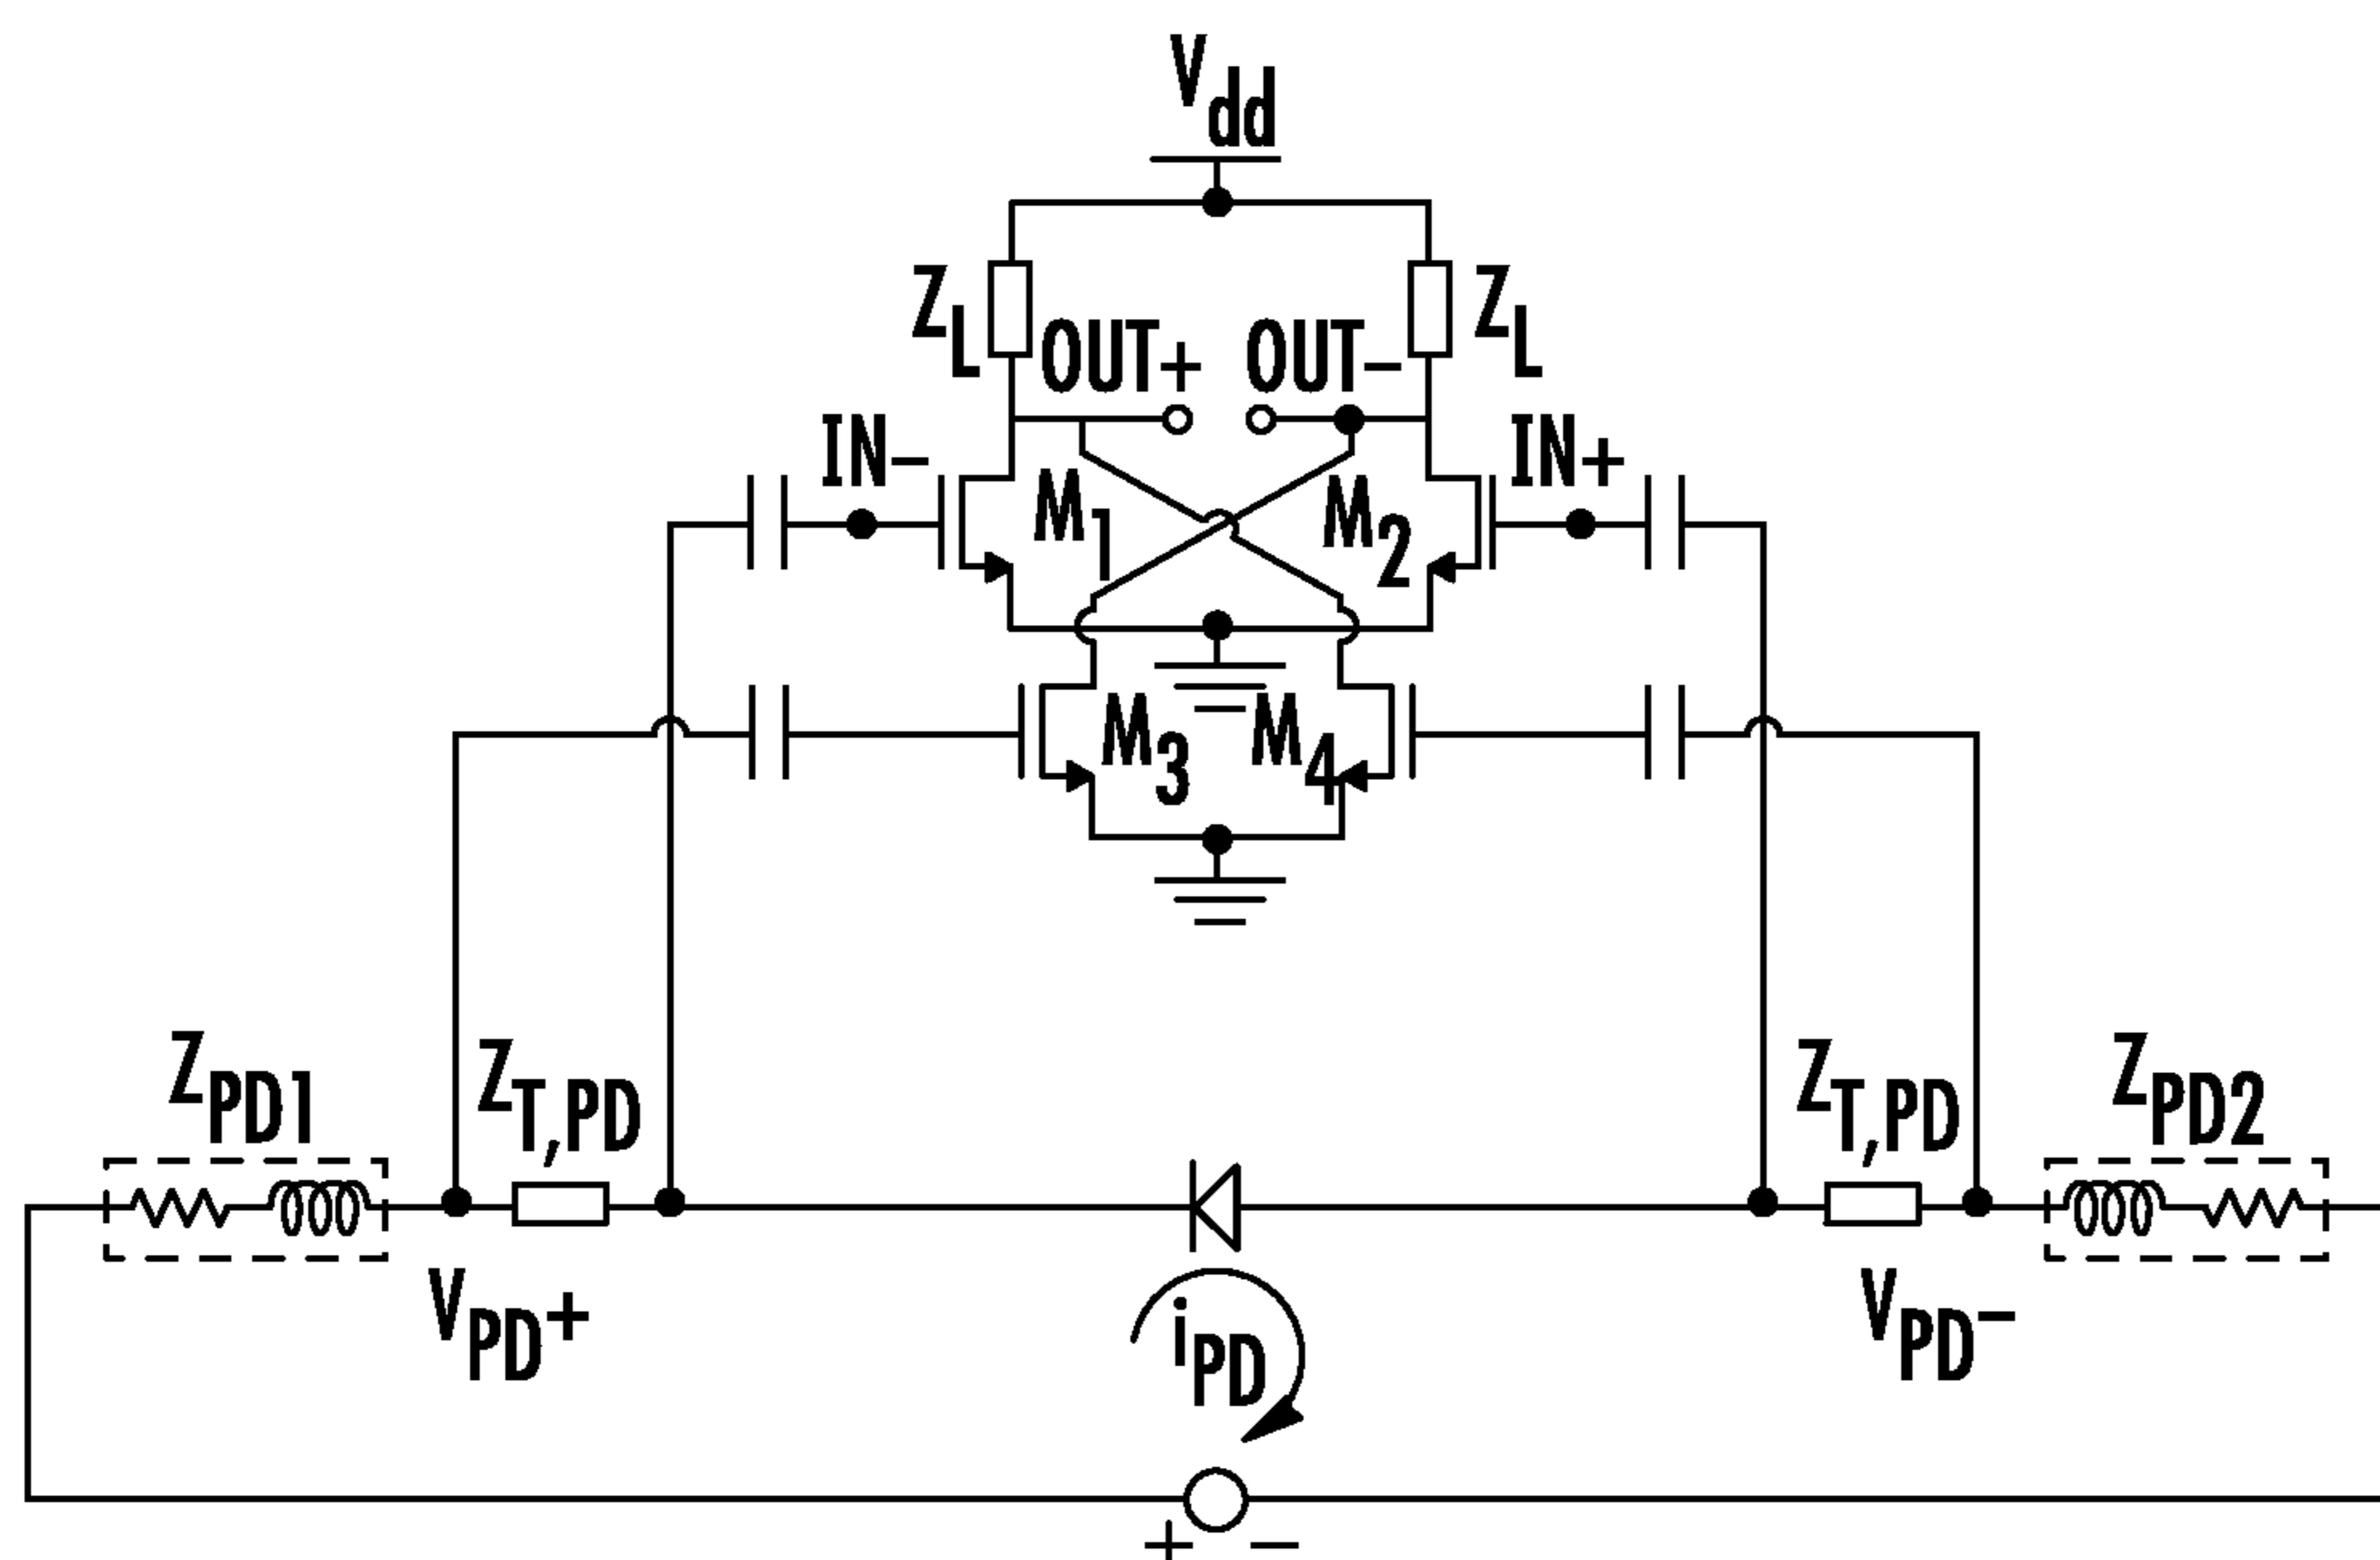 Vdd
ZL OUT+ OUT- ZL
IN- IN+
M1 M2
M3 M4
ZPD1 ZT,PD ZT,PD ZPD2
VPD+ VPD-
iPD
+ -